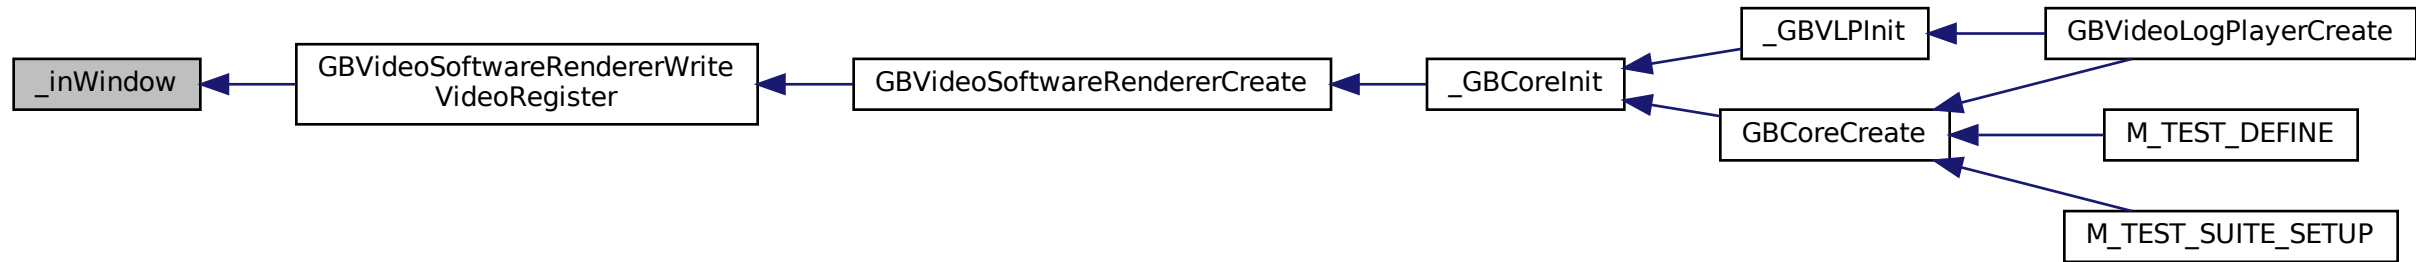 _inWindow
GBVideoSoftwareRendererWrite
VideoRegister
GBVideoSoftwareRendererCreate
_GBCoreInit
_GBVLPInit
GBVideoLogPlayerCreate
GBCoreCreate
M_TEST_DEFINE
M_TEST_SUITE_SETUP